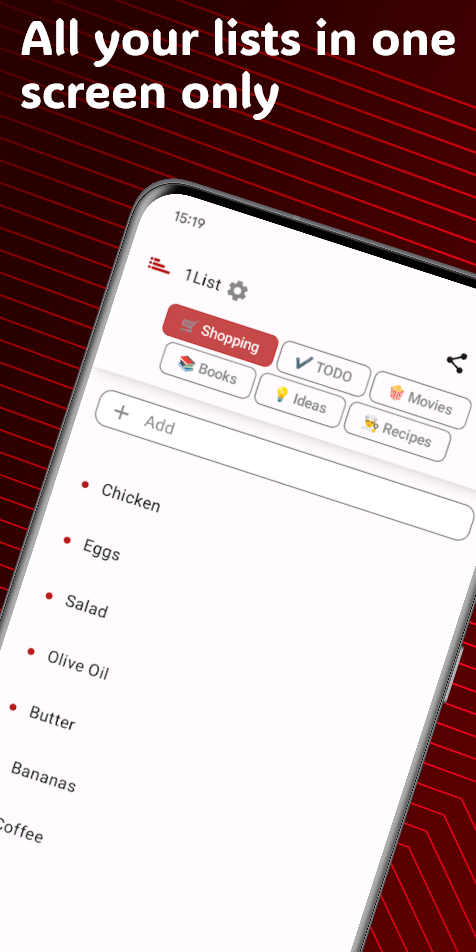 All your lists in one
screen only
15:19
1List
🛒 Shopping ✔️ TODO 🍿 Movies
📚 Books 💡 Ideas 👨‍🍳 Recipes
+ Add
Chicken
Eggs
Salad
Olive Oil
Butter
Bananas
Coffee